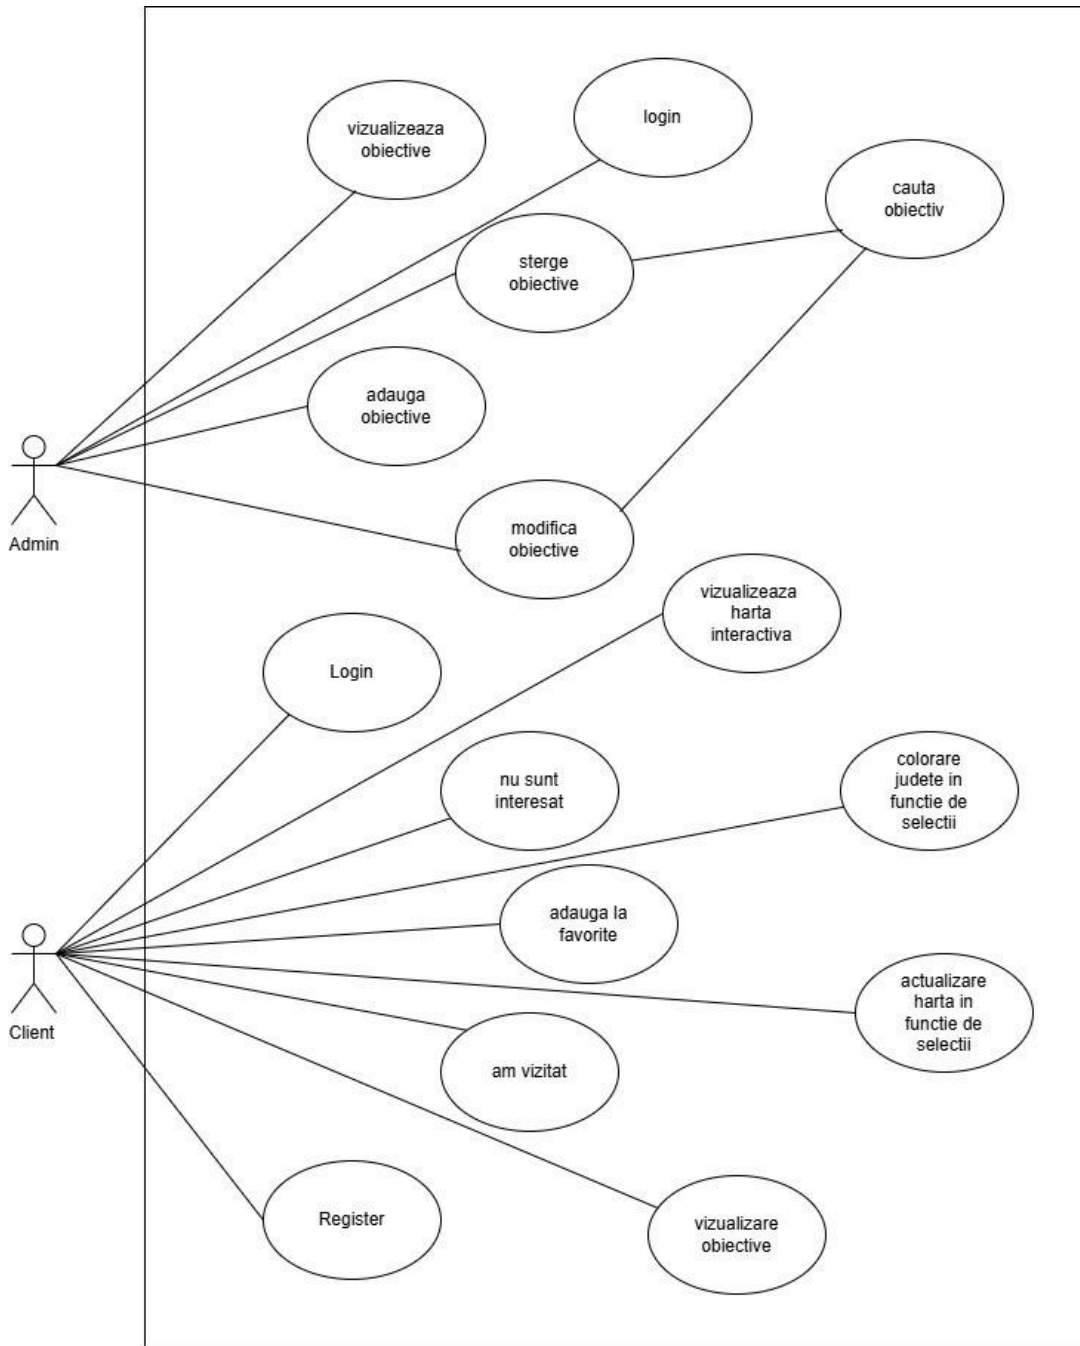 vizualizeaza
obiective
login
cauta
obiectiv
sterge
obiective
adauga
obiective
Admin
modifica
obiective
vizualizeaza
harta
interactiva
Login
nu sunt
interesat
colorare
judete in
functie de
selectii
adauga la
favorite
Client
actualizare
harta in
functie de
selectii
am vizitat
Register
vizualizare
obiective